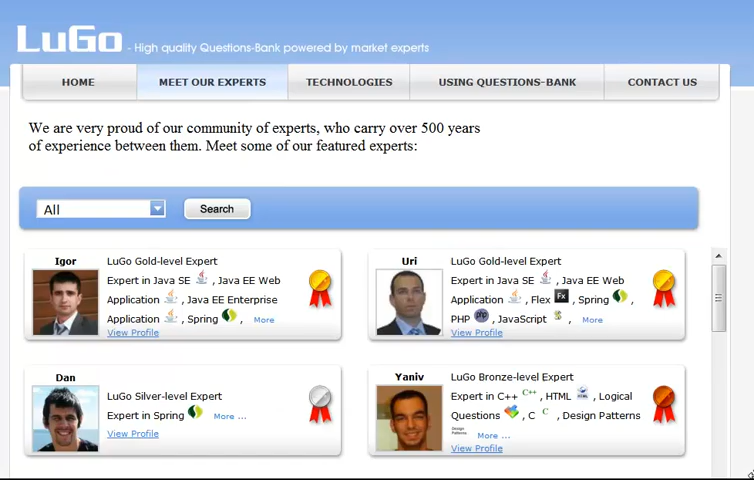 LuGo - High quality Questions-Bank powered by market experts
HOME MEET OUR EXPERTS TECHNOLOGIES USING QUESTIONS-BANK CONTACT US
We are very proud of our community of experts, who carry over 500 years
of experience between them. Meet some of our featured experts:
All Search
Igor
LuGo Gold-level Expert
Expert in Java SE , Java EE Web
Application , Java EE Enterprise
Application , Spring , More
View Profile
Uri
LuGo Gold-level Expert
Expert in Java SE , Java EE Web
Application , Flex Fx , Spring ,
PHP php , JavaScript , More
View Profile
Dan
LuGo Silver-level Expert
Expert in Spring More ...
View Profile
Yaniv
LuGo Bronze-level Expert
Expert in C++ C++ , HTML , Logical
Questions , C C , Design Patterns
Design Patterns More ...
View Profile